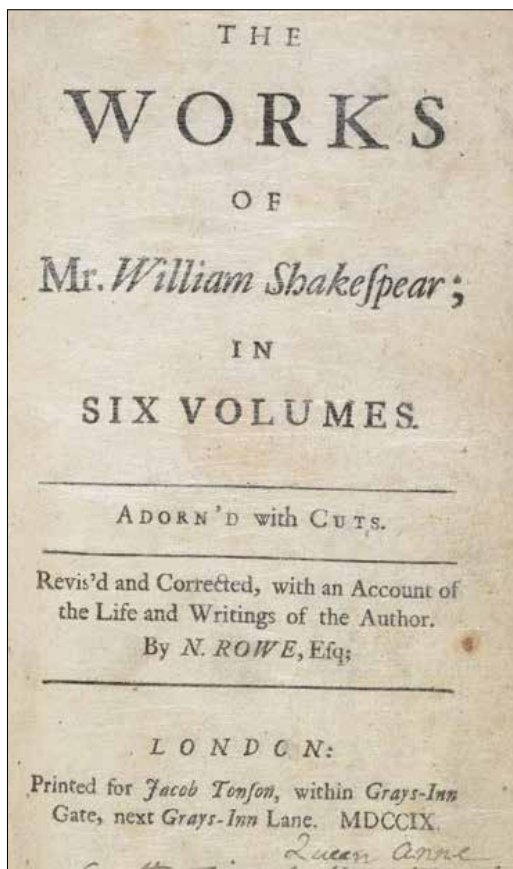 THE
WORKS
OF
Mr. William Shakeſpear;
IN
SIX VOLUMES.
ADORN'D with CUTS.
Revis'd and Corrected, with an Account of
the Life and Writings of the Author.
By N. ROWE, Eſq;
LONDON:
Printed for Jacob Tonſon, within Grays-Inn
Gate, next Grays-Inn Lane. MDCCIX.
Queen Anne